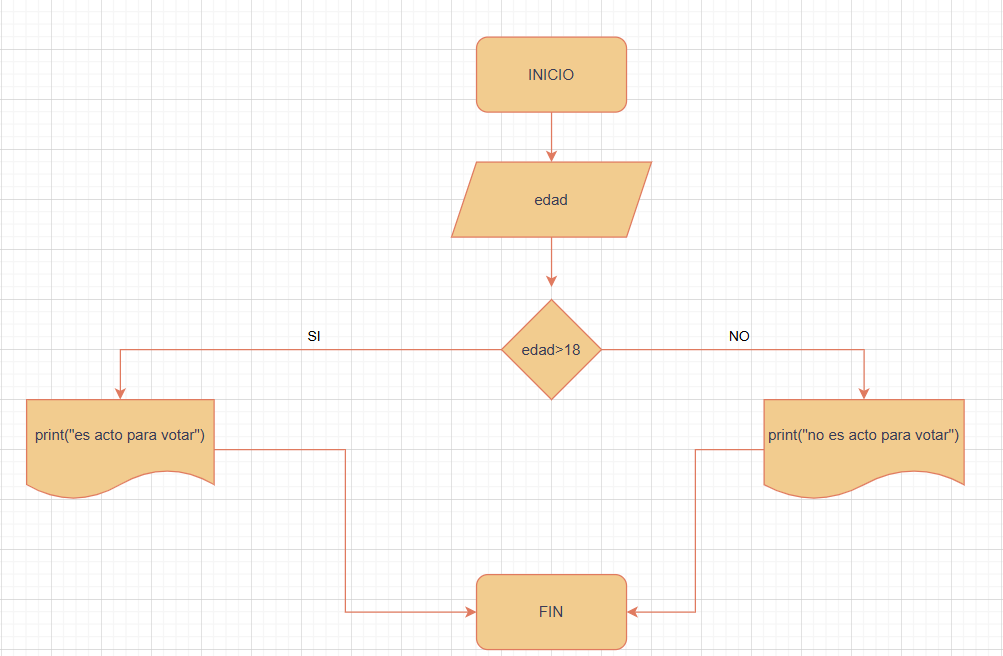 INICIO
edad
edad>18
SI
NO
print("es acto para votar")
print("no es acto para votar")
FIN